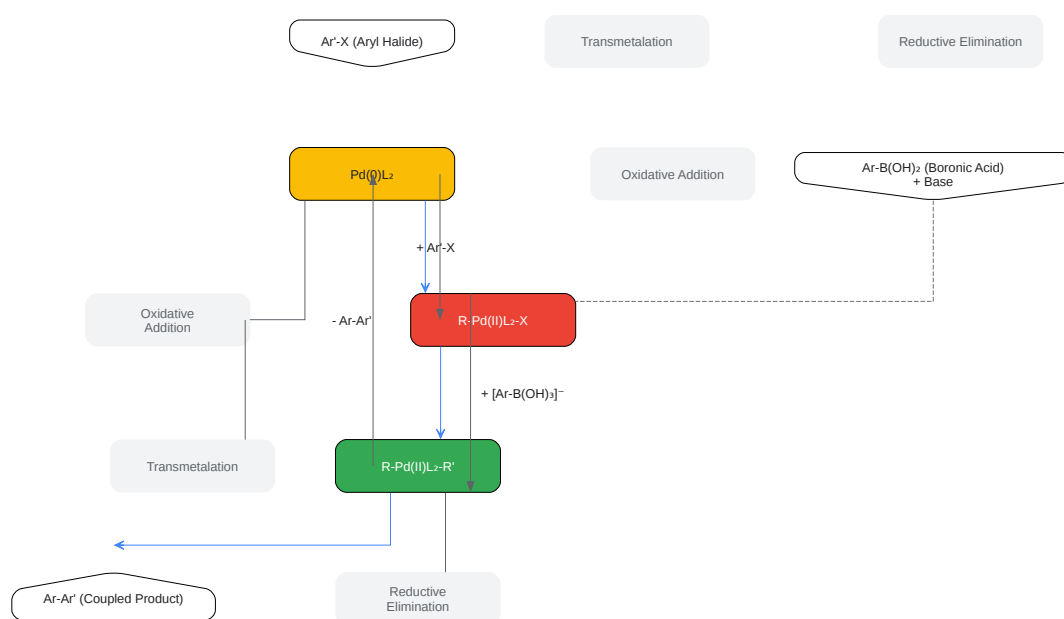 Ar'-X (Aryl Halide)
Transmetalation
Reductive Elimination
Pd(0)L₂
Oxidative Addition
Ar-B(OH)₂ (Boronic Acid)
+ Base
+ Ar'-X
Oxidative
Addition
- Ar-Ar'
R-Pd(II)L₂-X
+ [Ar-B(OH)₃]⁻
Transmetalation
R-Pd(II)L₂-R'
Ar-Ar' (Coupled Product)
Reductive
Elimination